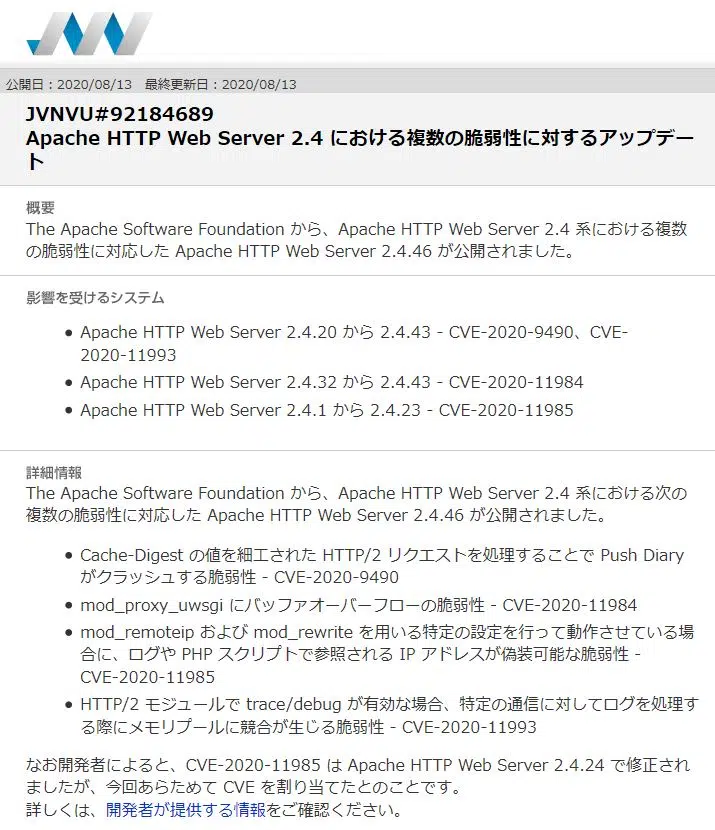 JVN
公開日：2020/08/13 最終更新日：2020/08/13
JVNVU#92184689
Apache HTTP Web Server 2.4 における複数の脆弱性に対するアップデー
ト
概要
The Apache Software Foundation から、Apache HTTP Web Server 2.4 系における複数
の脆弱性に対応した Apache HTTP Web Server 2.4.46 が公開されました。
影響を受けるシステム
● Apache HTTP Web Server 2.4.20 から 2.4.43 - CVE-2020-9490、CVE-
2020-11993
● Apache HTTP Web Server 2.4.32 から 2.4.43 - CVE-2020-11984
● Apache HTTP Web Server 2.4.1 から 2.4.23 - CVE-2020-11985
詳細情報
The Apache Software Foundation から、Apache HTTP Web Server 2.4 系における次の
複数の脆弱性に対応した Apache HTTP Web Server 2.4.46 が公開されました。
● Cache-Digest の値を細工された HTTP/2 リクエストを処理することで Push Diary
がクラッシュする脆弱性 - CVE-2020-9490
● mod_proxy_uwsgi にバッファオーバーフローの脆弱性 - CVE-2020-11984
● mod_remoteip および mod_rewrite を用いる特定の設定を行って動作させている場
合に、ログや PHP スクリプトで参照される IP アドレスが偽装可能な脆弱性 -
CVE-2020-11985
● HTTP/2 モジュールで trace/debug が有効な場合、特定の通信に対してログを処理す
る際にメモリプールに競合が生じる脆弱性 - CVE-2020-11993
なお開発者によると、CVE-2020-11985 は Apache HTTP Web Server 2.4.24 で修正され
ましたが、今回あらためて CVE を割り当てたとのことです。
詳しくは、開発者が提供する情報をご確認ください。